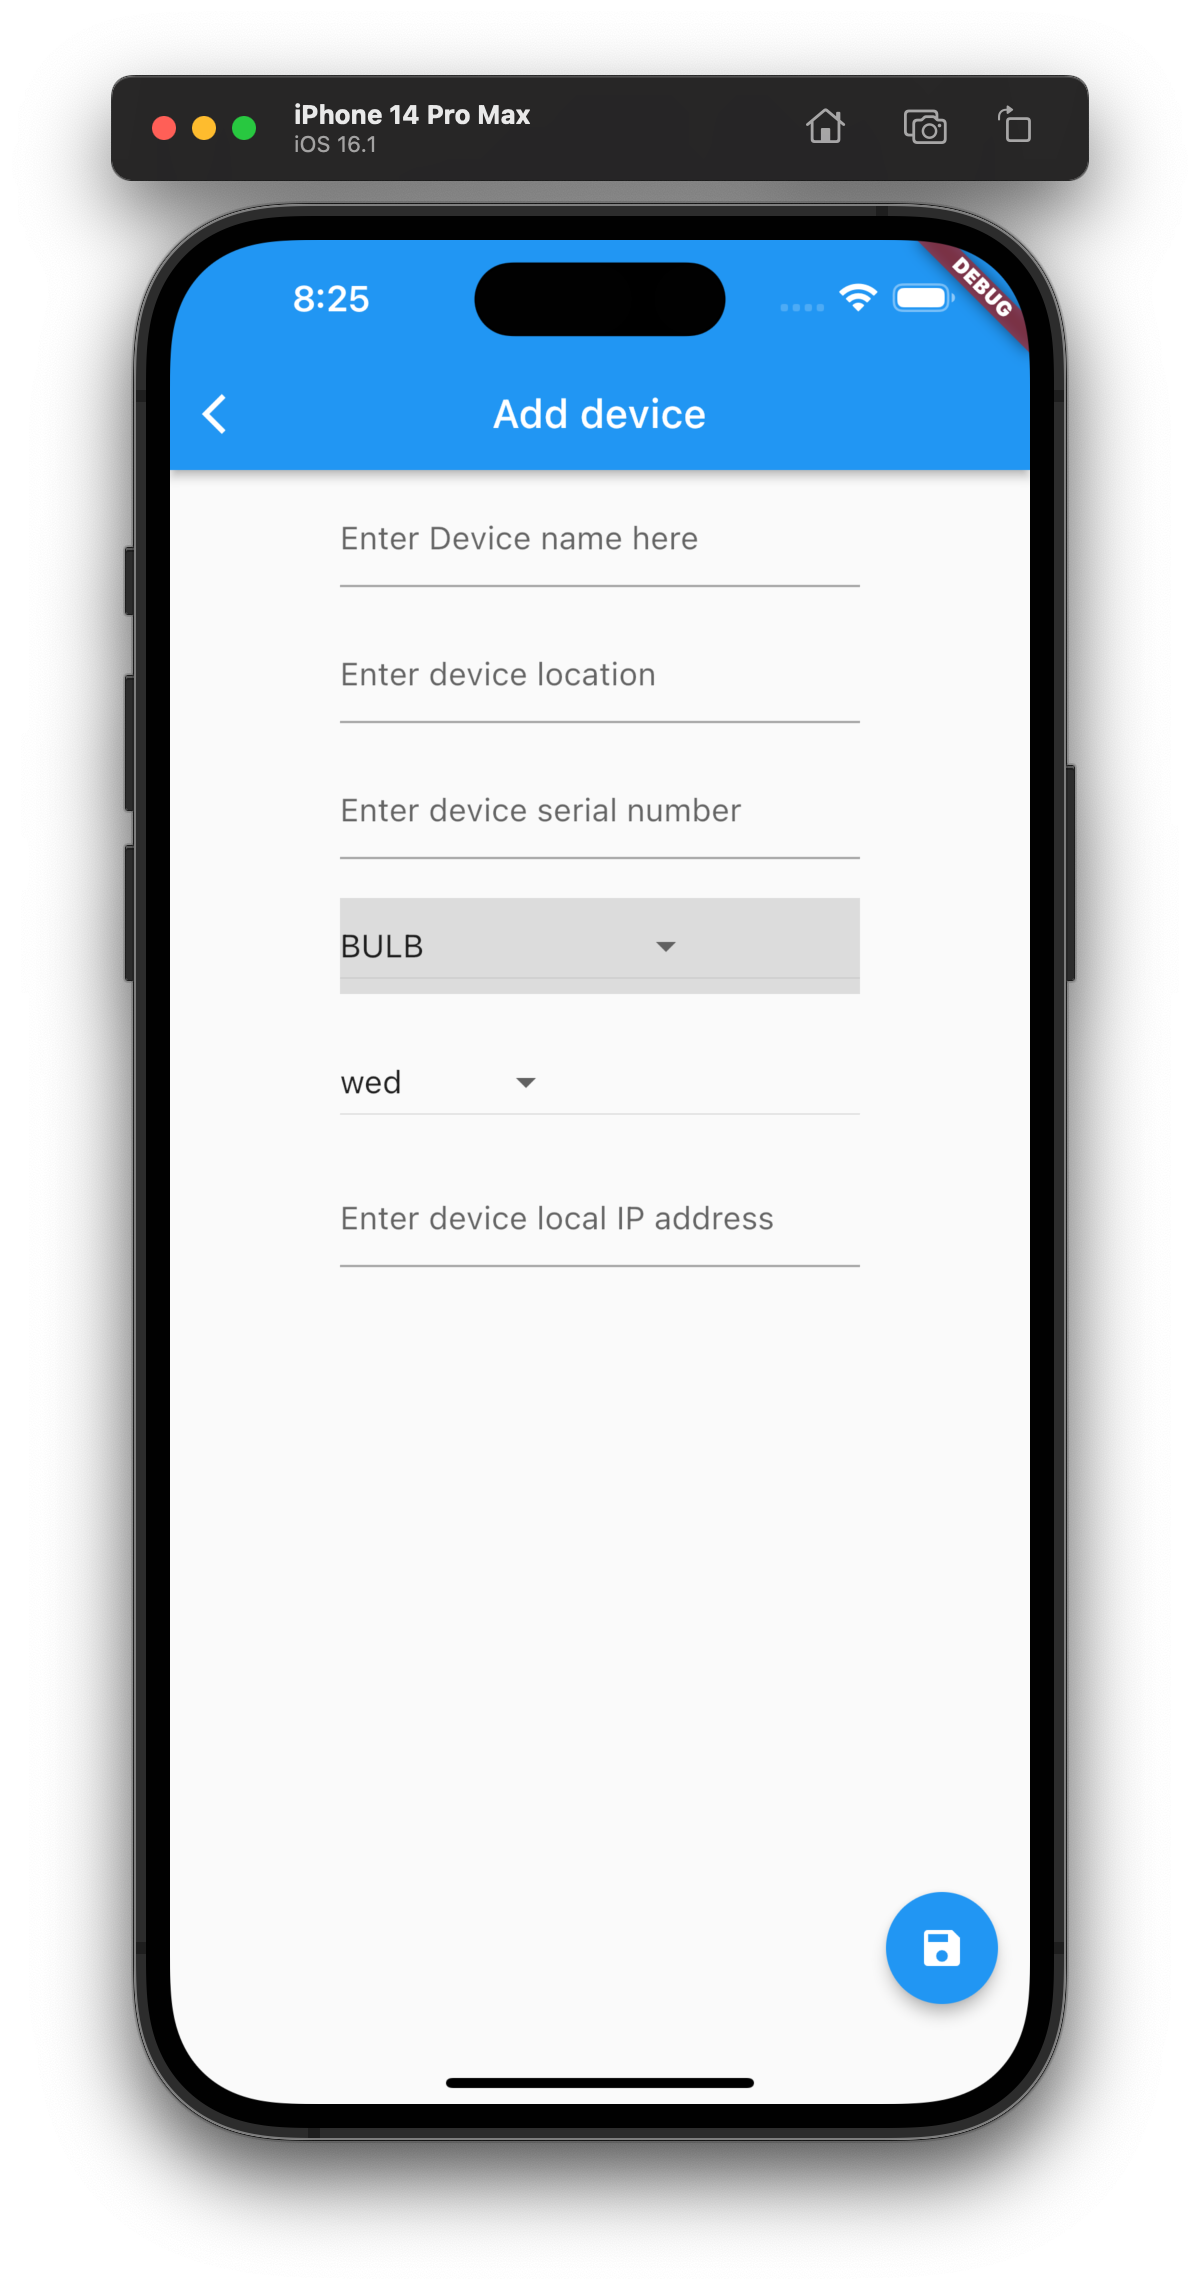 iPhone 14 Pro Max
iOS 16.1
8:25
DEBUG
Add device
Enter Device name here
Enter device location
Enter device serial number
BULB
wed
Enter device local IP address